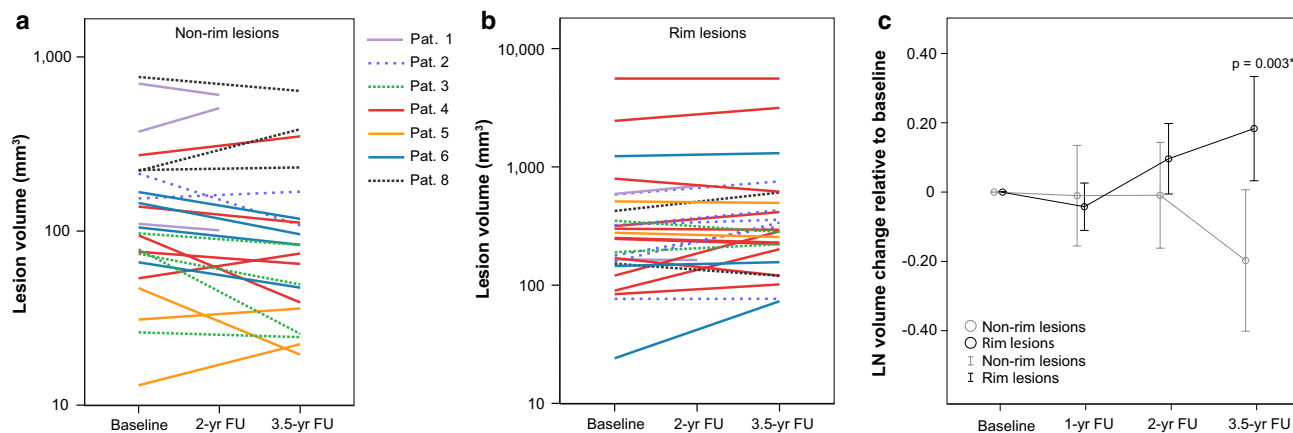 a
Non-rim lesions
Lesion volume (mm³)
1,000
100
10
Baseline
2-yr FU
3.5-yr FU
Pat. 1
Pat. 2
Pat. 3
Pat. 4
Pat. 5
Pat. 6
Pat. 8
b
Rim lesions
Lesion volume (mm³)
10,000
1,000
100
10
Baseline
2-yr FU
3.5-yr FU
c
LN volume change relative to baseline
0.40
0.20
0
-0.20
-0.40
p = 0.003*
Non-rim lesions
Rim lesions
Non-rim lesions
Rim lesions
Baseline
1-yr FU
2-yr FU
3.5-yr FU